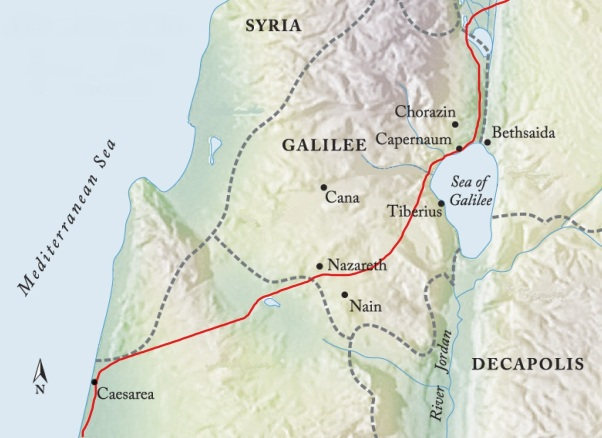 SYRIA
Chorazin
Capernaum
Bethsaida
GALILEE
Mediterranean Sea
Sea of
Galilee
Cana
Tiberius
Nazareth
Nain
River Jordan
DECAPOLIS
N
Caesarea